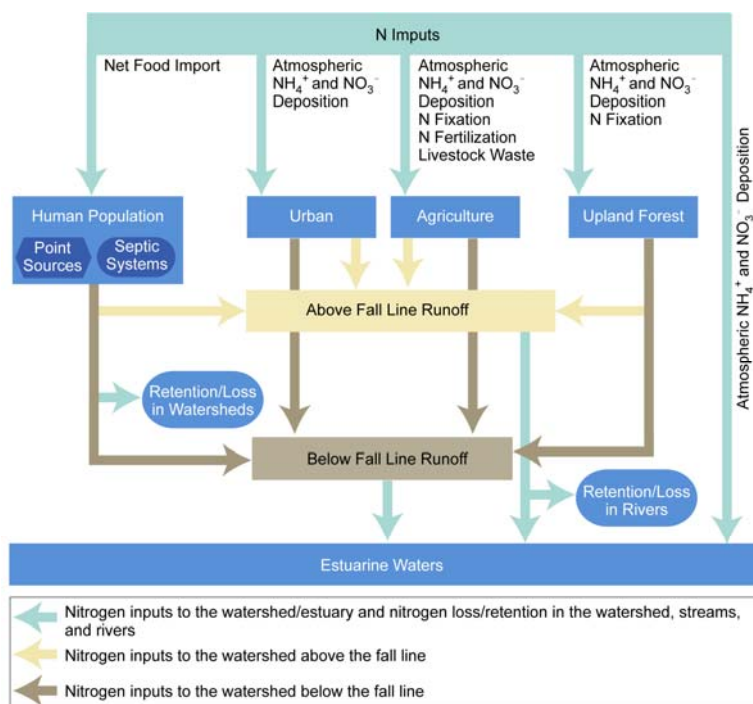 N Imputs
Net Food Import
Atmospheric
NH₄⁺ and NO₃⁻
Deposition
Atmospheric
NH₄⁺ and NO₃⁻
Deposition
N Fixation
N Fertilization
Livestock Waste
Atmospheric
NH₄⁺ and NO₃⁻
Deposition
N Fixation
Atmospheric NH₄⁺ and NO₃⁻ Deposition
Human Population
Point
Sources
Septic
Systems
Urban
Agriculture
Upland Forest
Above Fall Line Runoff
Retention/Loss
in Watersheds
Below Fall Line Runoff
Retention/Loss
in Rivers
Estuarine Waters
Nitrogen inputs to the watershed/estuary and nitrogen loss/retention in the watershed, streams,
and rivers
Nitrogen inputs to the watershed above the fall line
Nitrogen inputs to the watershed below the fall line